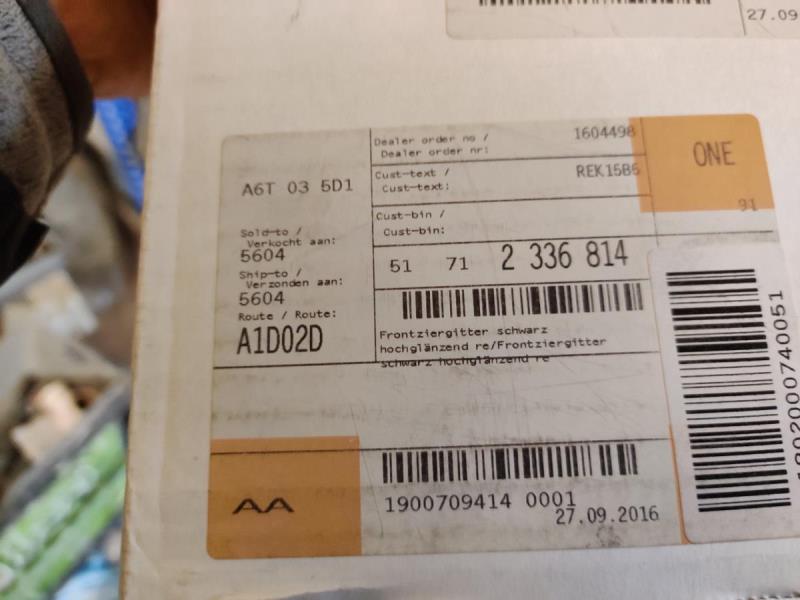 27.09
Dealer order no /
Dealer order nr:
1604498
ONE
A6T 03 5D1
Cust-text /
Cust-text:
REK15B6
91
Sold-to /
Verkocht aan:
5604
Cust-bin /
Cust-bin:
Ship-to /
Verzonden aan:
5604
51 71 2 336 814
Route / Route:
A1D02D
Frontziergitter schwarz
hochglänzend re/Frontziergitter
schwarz hochglänzend re
AA
1900709414 0001
27.09.2016